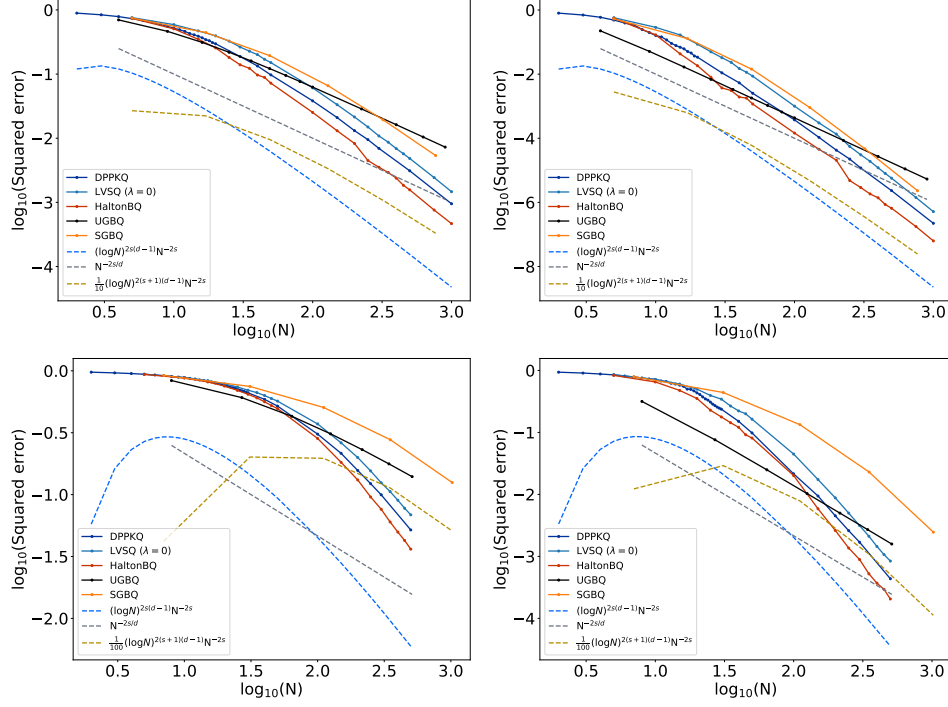 0
−1
−2
−3
−4
log₁₀(Squared error)
DPPKQ
LVSQ (λ = 0)
HaltonBQ
UGBQ
SGBQ
(logN)²ˢ⁽ᵈ⁻¹⁾N⁻²ˢ
N⁻²ˢ/ᵈ
1/10(logN)²⁽ˢ⁺¹⁾⁽ᵈ⁻¹⁾N⁻²ˢ
0.5 1.0 1.5 2.0 2.5 3.0
log₁₀(N)
0
−2
−4
−6
−8
log₁₀(Squared error)
DPPKQ
LVSQ (λ = 0)
HaltonBQ
UGBQ
SGBQ
(logN)²ˢ⁽ᵈ⁻¹⁾N⁻²ˢ
N⁻²ˢ/ᵈ
1/10(logN)²⁽ˢ⁺¹⁾⁽ᵈ⁻¹⁾N⁻²ˢ
0.5 1.0 1.5 2.0 2.5 3.0
log₁₀(N)
0.0
−0.5
−1.0
−1.5
−2.0
log₁₀(Squared error)
DPPKQ
LVSQ (λ = 0)
HaltonBQ
UGBQ
SGBQ
(logN)²ˢ⁽ᵈ⁻¹⁾N⁻²ˢ
N⁻²ˢ/ᵈ
1/100(logN)²⁽ˢ⁺¹⁾⁽ᵈ⁻¹⁾N⁻²ˢ
0.5 1.0 1.5 2.0 2.5 3.0
log₁₀(N)
0
−1
−2
−3
−4
log₁₀(Squared error)
DPPKQ
LVSQ (λ = 0)
HaltonBQ
UGBQ
SGBQ
(logN)²ˢ⁽ᵈ⁻¹⁾N⁻²ˢ
N⁻²ˢ/ᵈ
1/100(logN)²⁽ˢ⁺¹⁾⁽ᵈ⁻¹⁾N⁻²ˢ
0.5 1.0 1.5 2.0 2.5 3.0
log₁₀(N)